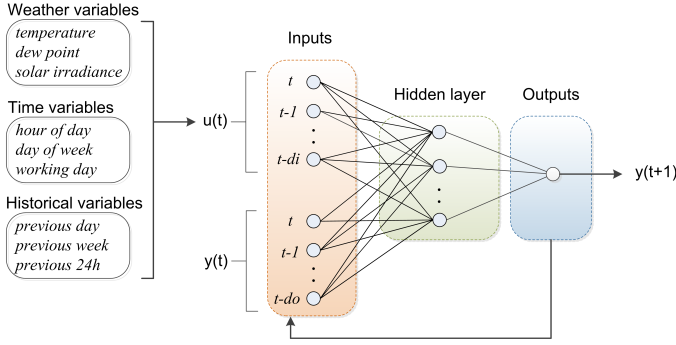 Weather variables
temperature
dew point
solar irradiance
Time variables
hour of day
day of week
working day
Historical variables
previous day
previous week
previous 24h
u(t)
y(t)
Inputs
t
t-1
t-di
t
t-1
t-do
Hidden layer
Outputs
y(t+1)